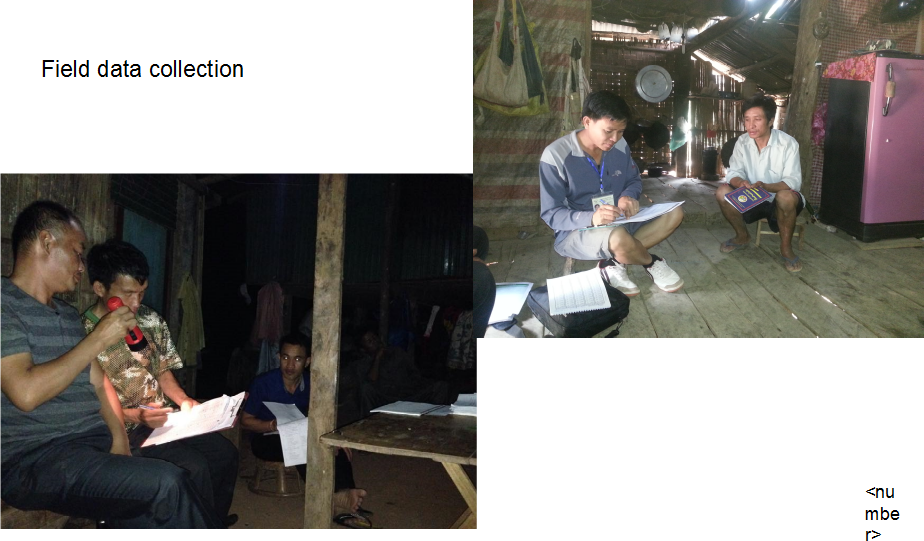 Field data collection
<nu
mbe
r>